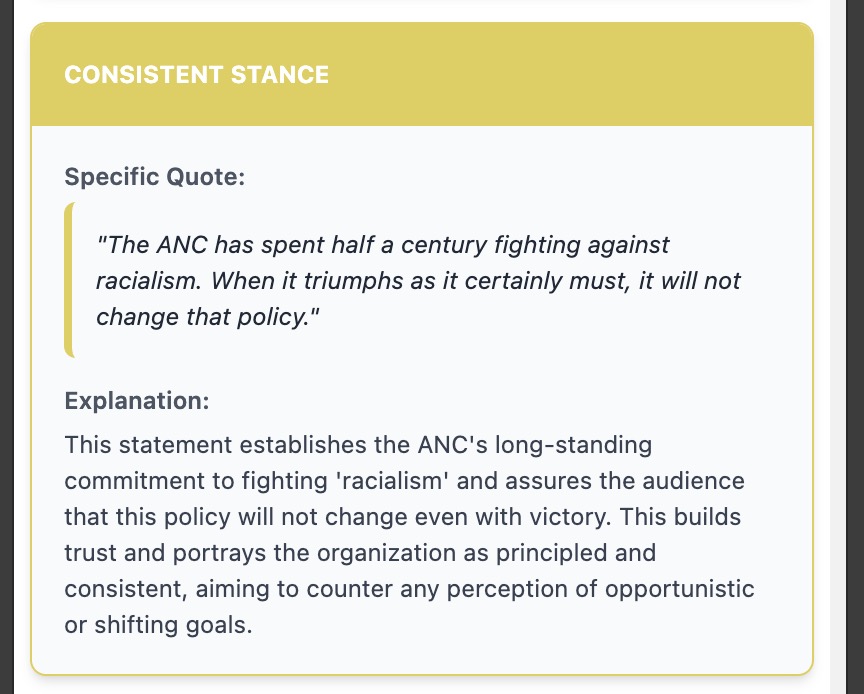 CONSISTENT STANCE
Specific Quote:
"The ANC has spent half a century fighting against
racialism. When it triumphs as it certainly must, it will not
change that policy."
Explanation:
This statement establishes the ANC's long-standing
commitment to fighting 'racialism' and assures the audience
that this policy will not change even with victory. This builds
trust and portrays the organization as principled and
consistent, aiming to counter any perception of opportunistic
or shifting goals.